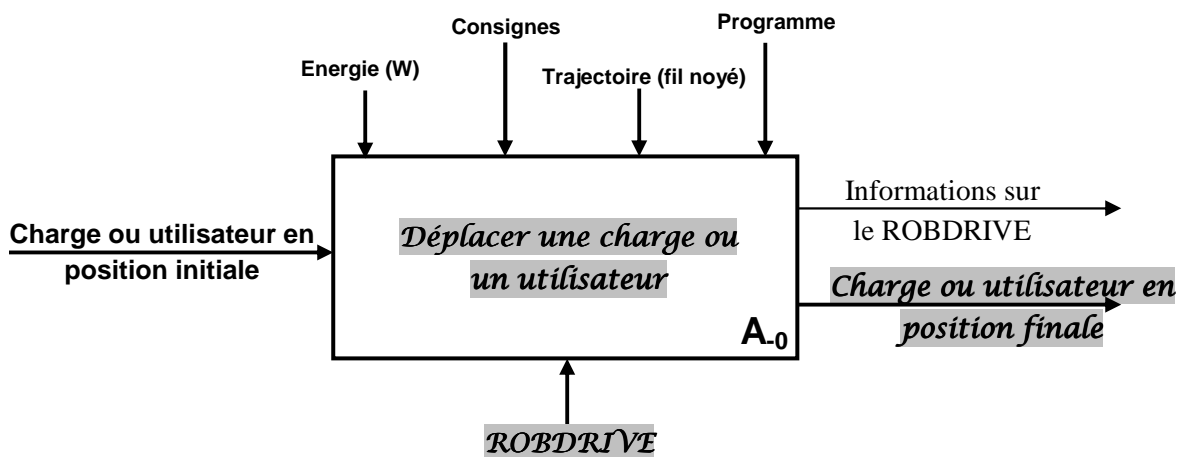 Consignes
Programme
Energie (W)
Trajectoire (fil noyé)
Charge ou utilisateur en
position initiale
Déplacer une charge ou
un utilisateur
A-0
Informations sur
le ROBDRIVE
Charge ou utilisateur en
position finale
ROBDRIVE